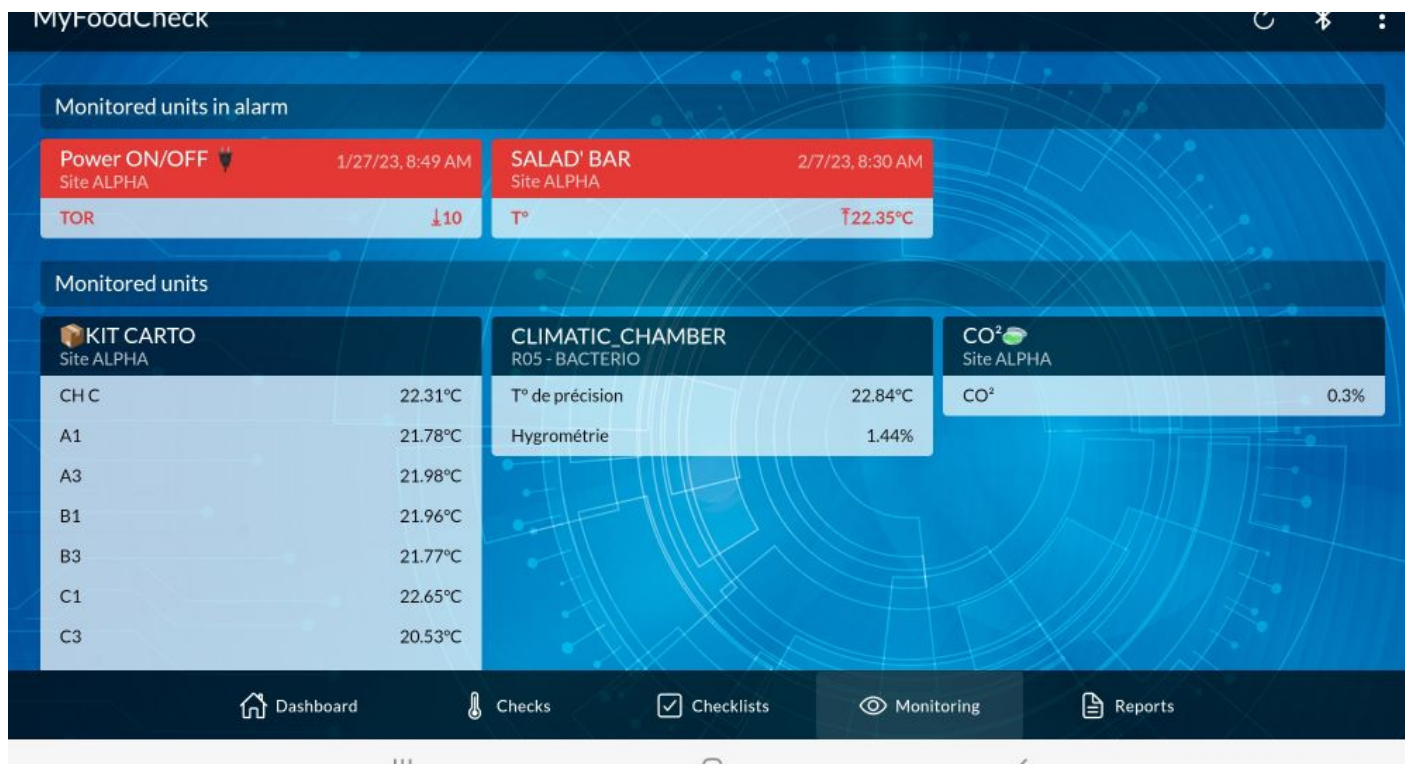 MyFoodCheck
Monitored units in alarm
Power ON/OFF 1/27/23, 8:49 AM
Site ALPHA
TOR ↓10
SALAD' BAR 2/7/23, 8:30 AM
Site ALPHA
T° ↑22.35°C
Monitored units
KIT CARTO
Site ALPHA
CH C 22.31°C
A1 21.78°C
A3 21.98°C
B1 21.96°C
B3 21.77°C
C1 22.65°C
C3 20.53°C
CLIMATIC_CHAMBER
R05 - BACTERIO
T° de précision 22.84°C
Hygrométrie 1.44%
CO²
Site ALPHA
CO² 0.3%
Dashboard Checks Checklists Monitoring Reports